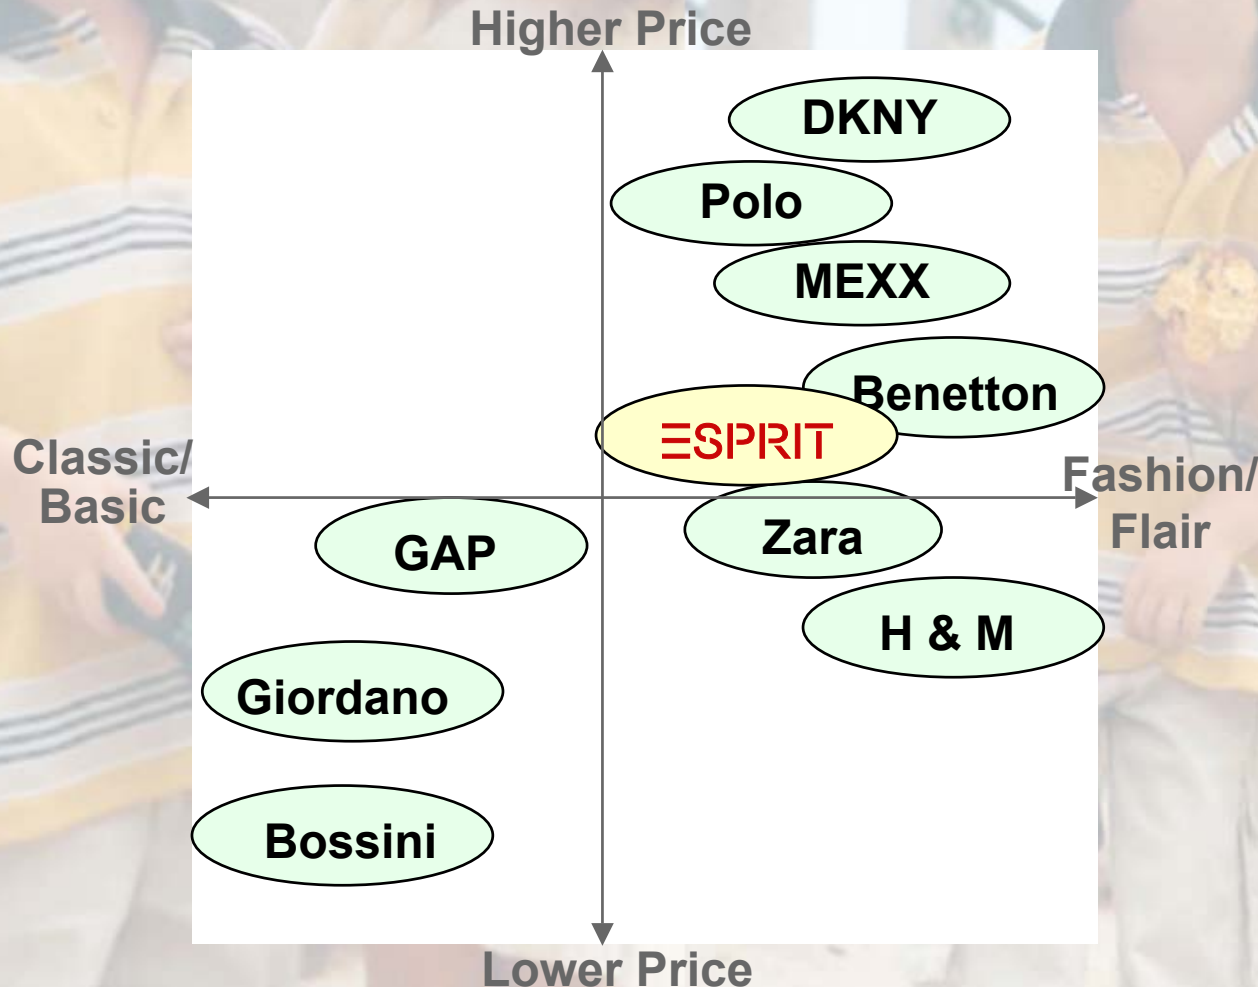 Higher Price
DKNY
Polo
MEXX
Benetton
ESPRIT
Classic/
Basic
Fashion/
Flair
GAP
Zara
H & M
Giordano
Bossini
Lower Price